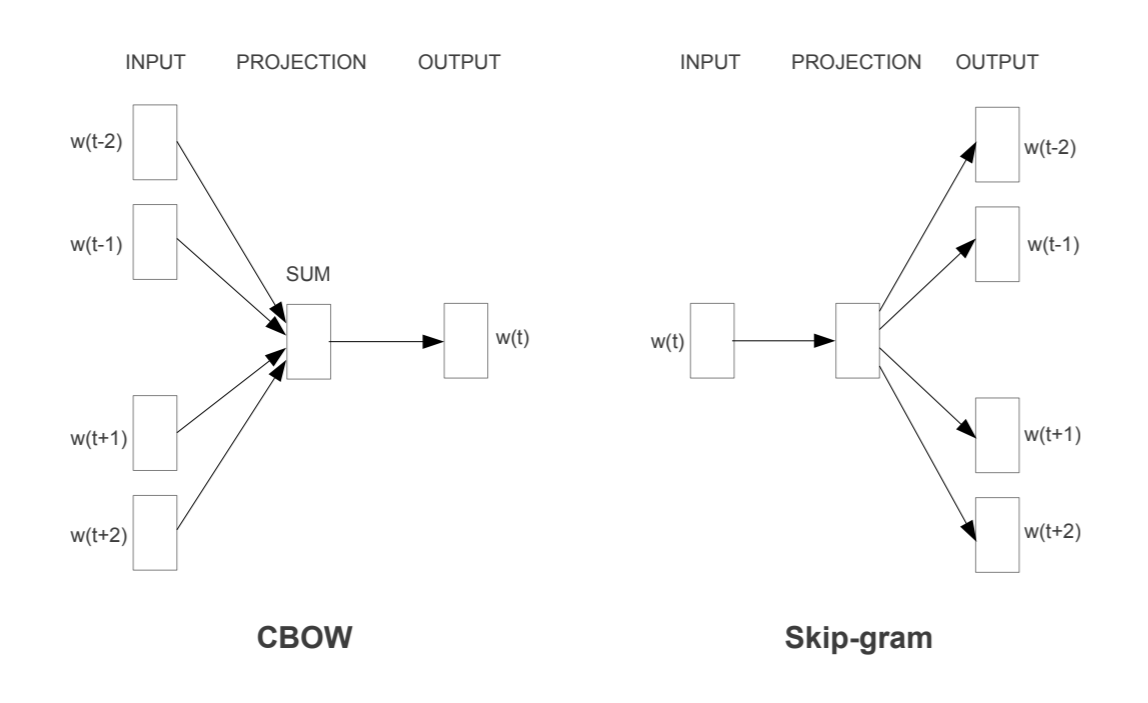 INPUT PROJECTION OUTPUT
w(t-2)
w(t-1)
SUM
w(t)
w(t+1)
w(t+2)
CBOW
INPUT PROJECTION OUTPUT
w(t-2)
w(t-1)
w(t)
w(t+1)
w(t+2)
Skip-gram